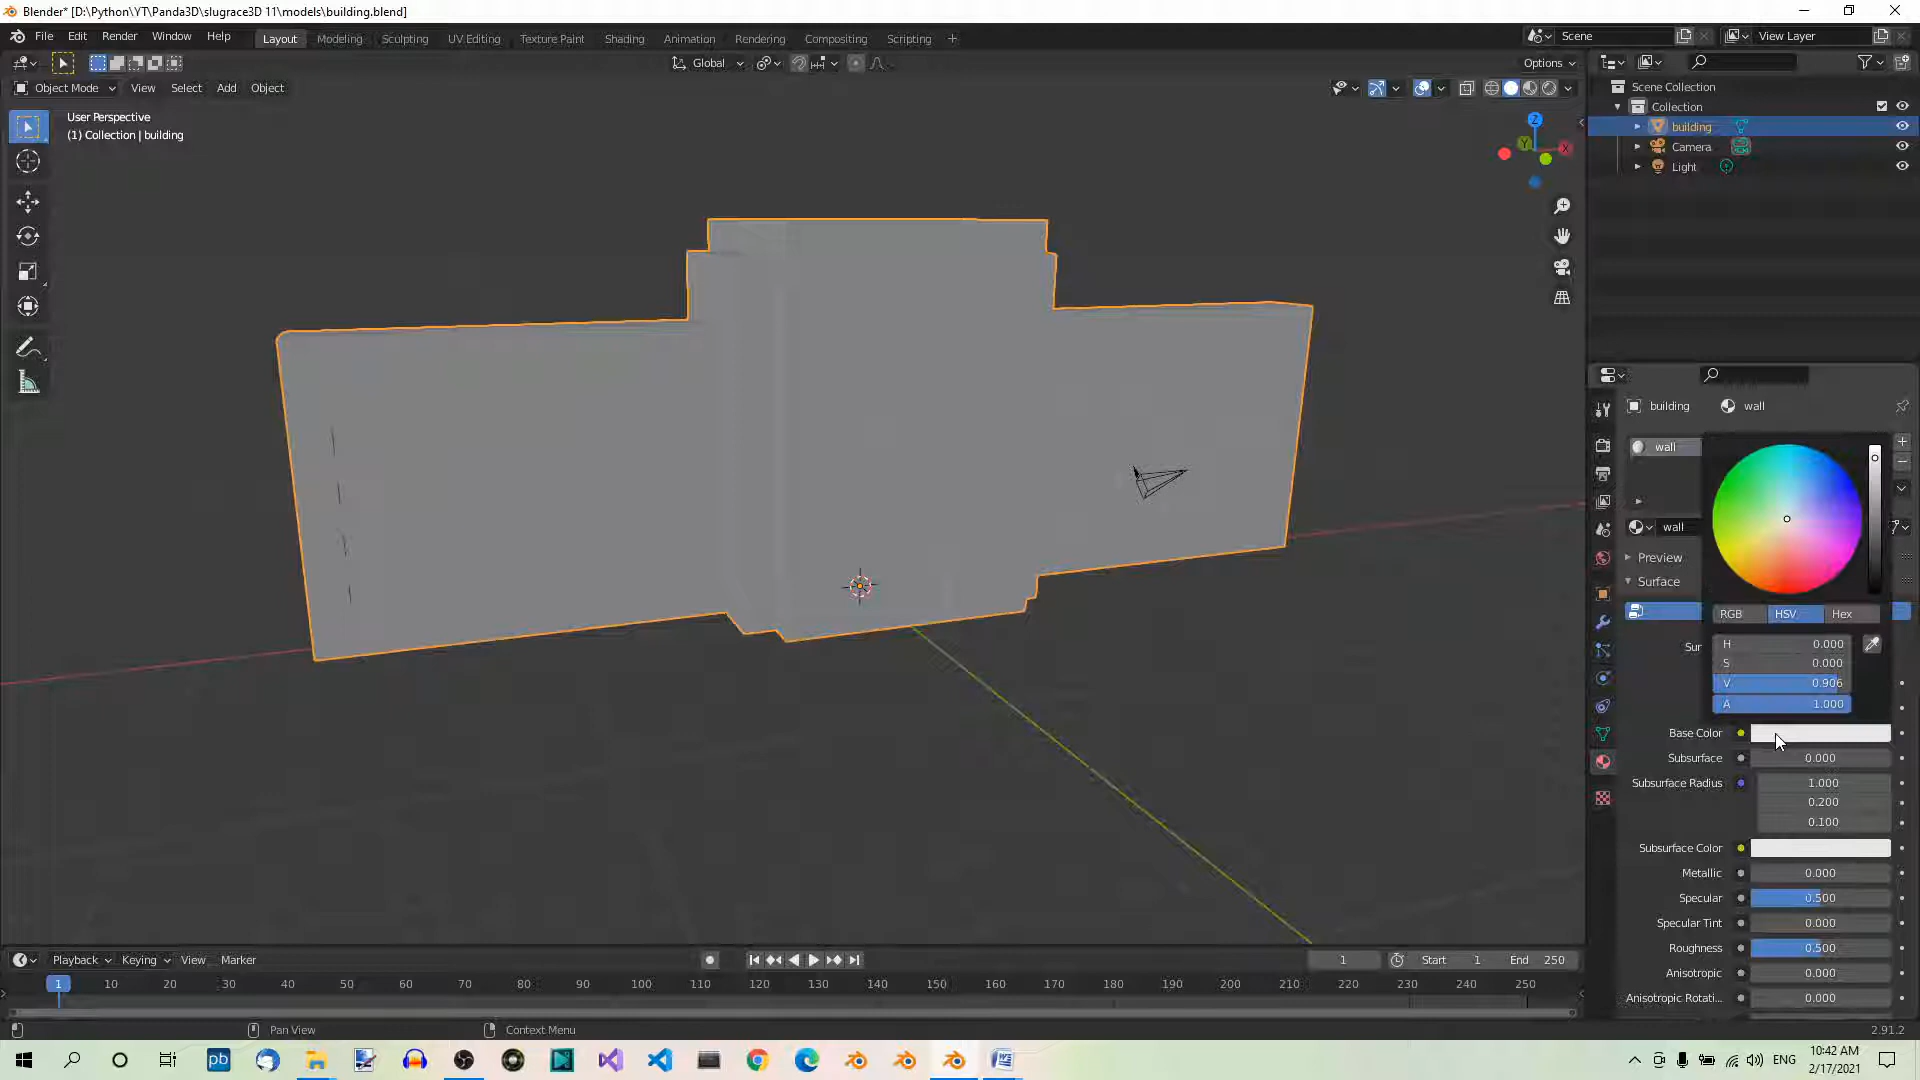 Blender* [D:\Python\YT\Panda3D\slugrace3D 11\models\building.blend]
File Edit Render Window Help Layout Modeling Sculpting UV Editing Texture Paint Shading Animation Rendering Compositing Scripting + Scene View Layer
Global Options
Object Mode View Select Add Object
User Perspective
(1) Collection | building
Z
Y
X
Scene Collection
Collection
building
Camera
Light
building wall
wall
wall
Preview
Surface
RGB HSV Hex
H 0.000
Sur
S 0.000
V 0.906
A 1.000
Base Color
Subsurface 0.000
Subsurface Radius 1.000
0.200
0.100
Subsurface Color
Metallic 0.000
Specular 0.500
Specular Tint 0.000
Roughness 0.500
Anisotropic 0.000
Anisotropic Rotati... 0.000
Playback Keying View Marker 1 Start 1 End 250
1 10 20 30 40 50 60 70 80 90 100 110 120 130 140 150 160 170 180 190 200 210 220 230 240 250
Pan View Context Menu 2.91.2
pb ENG 10:42 AM
2/17/2021